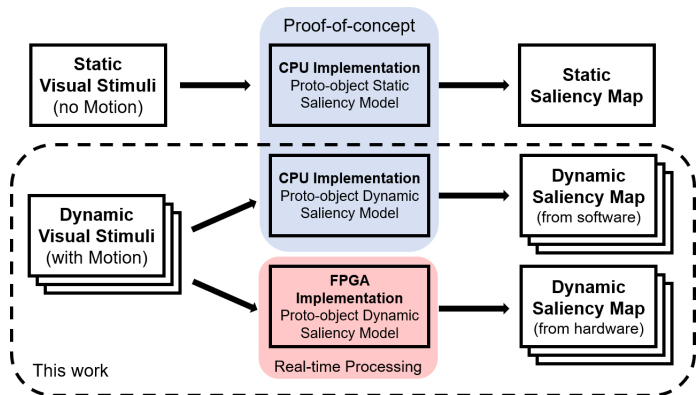 Proof-of-concept
Static
Visual Stimuli
(no Motion)
CPU Implementation
Proto-object Static
Saliency Model
Static
Saliency Map
Dynamic
Visual Stimuli
(with Motion)
CPU Implementation
Proto-object Dynamic
Saliency Model
Dynamic
Saliency Map
(from software)
FPGA
Implementation
Proto-object Dynamic
Saliency Model
Dynamic
Saliency Map
(from hardware)
Real-time Processing
This work